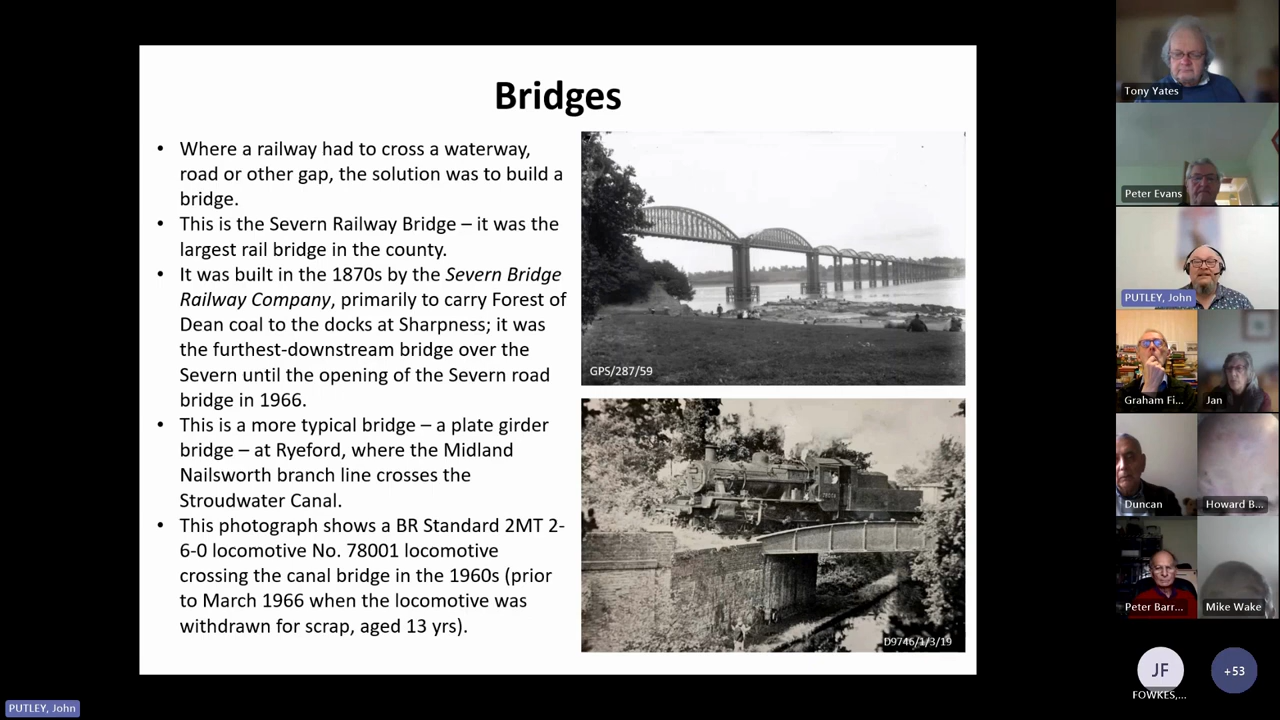 Bridges
• Where a railway had to cross a waterway,
road or other gap, the solution was to build a
bridge.
• This is the Severn Railway Bridge – it was the
largest rail bridge in the county.
• It was built in the 1870s by the Severn Bridge
Railway Company, primarily to carry Forest of
Dean coal to the docks at Sharpness; it was
the furthest-downstream bridge over the
Severn until the opening of the Severn road
bridge in 1966.
• This is a more typical bridge – a plate girder
bridge – at Ryeford, where the Midland
Nailsworth branch line crosses the
Stroudwater Canal.
• This photograph shows a BR Standard 2MT 2-
6-0 locomotive No. 78001 locomotive
crossing the canal bridge in the 1960s (prior
to March 1966 when the locomotive was
withdrawn for scrap, aged 13 yrs).
GPS/287/59
D9746/1/3/19
Tony Yates
Peter Evans
PUTLEY, John
Graham Fi...
Jan
Duncan
Howard B...
Peter Barr...
Mike Wake
JF
FOWKES,...
+53
PUTLEY, John